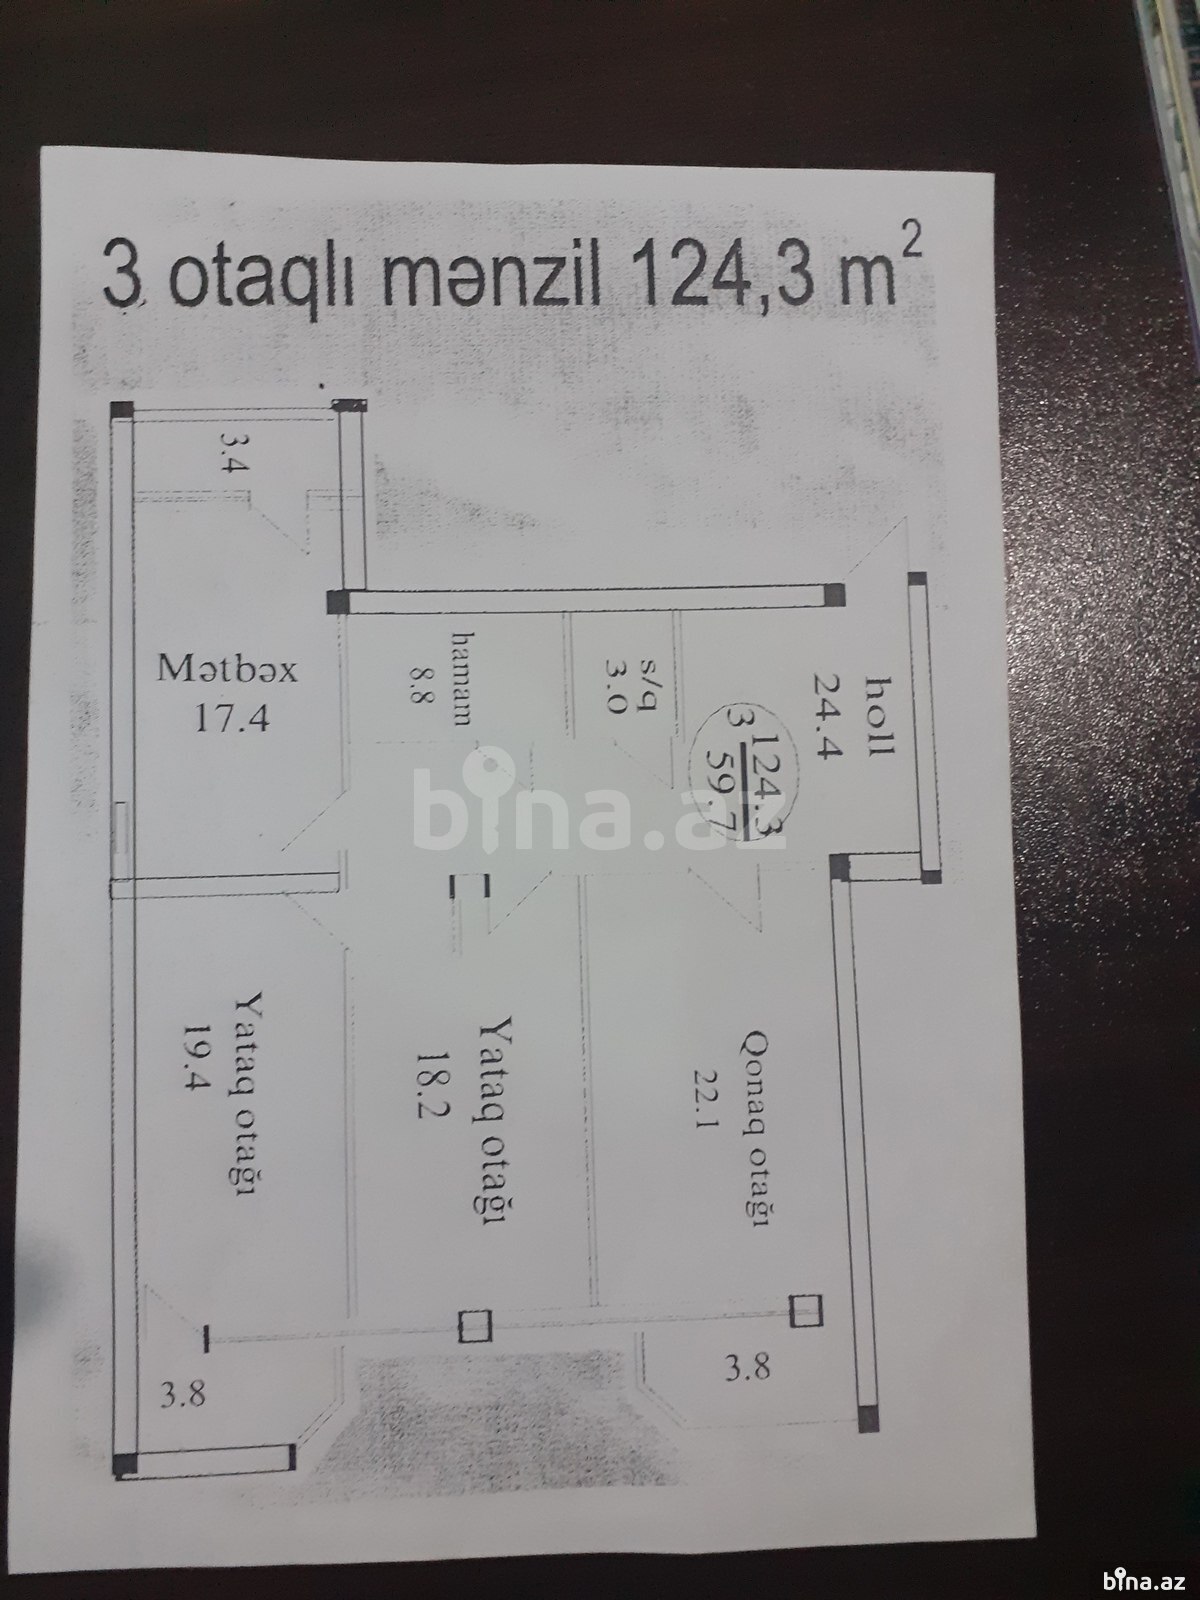 3 otaqlı mənzil 124,3 m²
3.4
Mətbəx
17.4
hamam
8.8
s/q
3.0
holl
24.4
3 124.3
59.7
bina.az
Yataq otağı
19.4
Yataq otağı
18.2
Qonaq otağı
22.1
3.8
3.8
bina.az